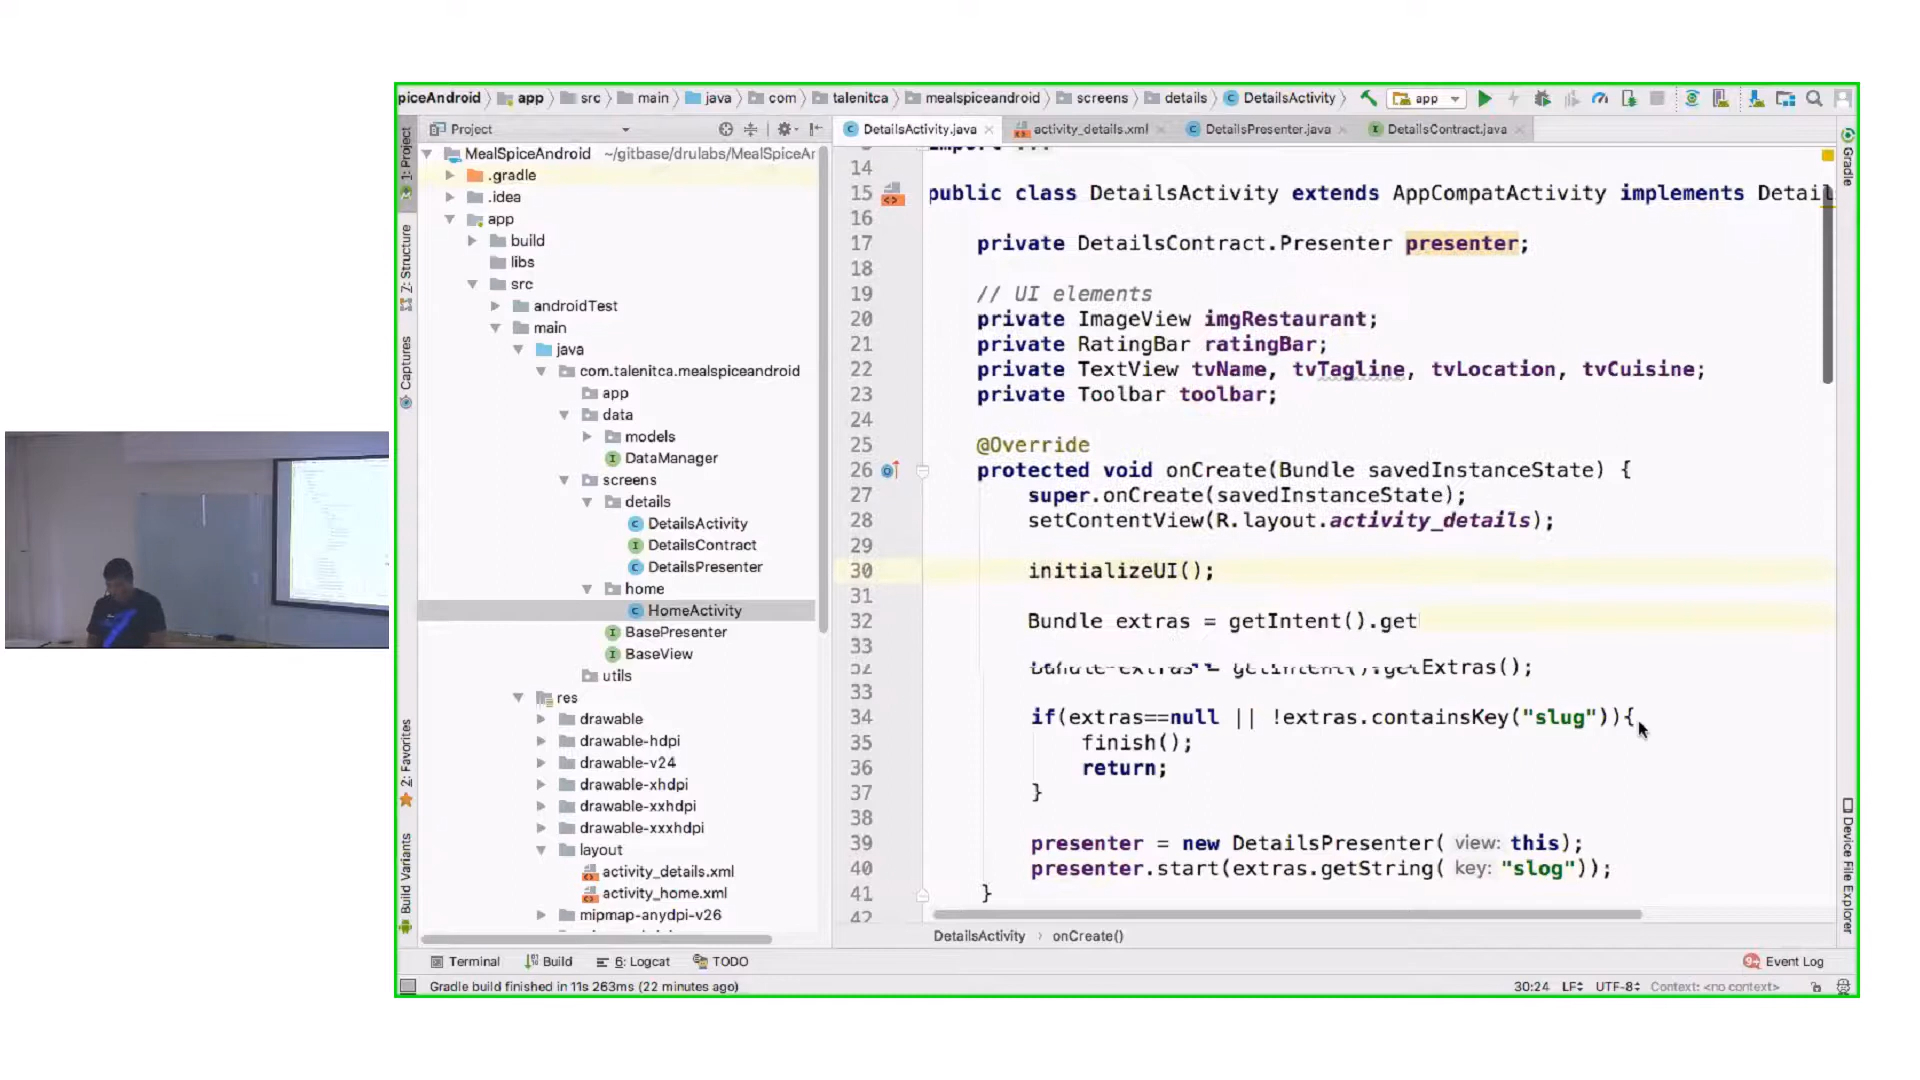 piceAndroid app src main java com talenitca mealspiceandroid screens details DetailsActivity app
1: Project
7: Structure
Captures
2: Favorites
Build Variants
Project
MealSpiceAndroid ~/gitbase/drulabs/MealSpiceAr
.gradle
.idea
app
build
libs
src
androidTest
main
java
com.talenitca.mealspiceandroid
app
data
models
DataManager
screens
details
DetailsActivity
DetailsContract
DetailsPresenter
home
HomeActivity
BasePresenter
BaseView
utils
res
drawable
drawable-hdpi
drawable-v24
drawable-xhdpi
drawable-xxhdpi
drawable-xxxhdpi
layout
activity_details.xml
activity_home.xml
mipmap-anydpi-v26
DetailsActivity.java activity_details.xml DetailsPresenter.java DetailsContract.java
import ...
14
15 public class DetailsActivity extends AppCompatActivity implements Detail
16
17 private DetailsContract.Presenter presenter;
18
19 // UI elements
20 private ImageView imgRestaurant;
21 private RatingBar ratingBar;
22 private TextView tvName, tvTagline, tvLocation, tvCuisine;
23 private Toolbar toolbar;
24
25 @Override
26 protected void onCreate(Bundle savedInstanceState) {
27 super.onCreate(savedInstanceState);
28 setContentView(R.layout.activity_details);
29
30 initializeUI();
31
32 Bundle extras = getIntent().get
33
32 Bundle extras = getIntent().getExtras();
33
34 if(extras==null || !extras.containsKey("slug")){
35 finish();
36 return;
37 }
38
39 presenter = new DetailsPresenter( view: this);
40 presenter.start(extras.getString( key: "slog"));
41 }
42
DetailsActivity › onCreate()
Gradle
Device File Explorer
Terminal Build 6: Logcat TODO Event Log
Gradle build finished in 11s 263ms (22 minutes ago) 30:24 LF UTF-8 Context: <no context>